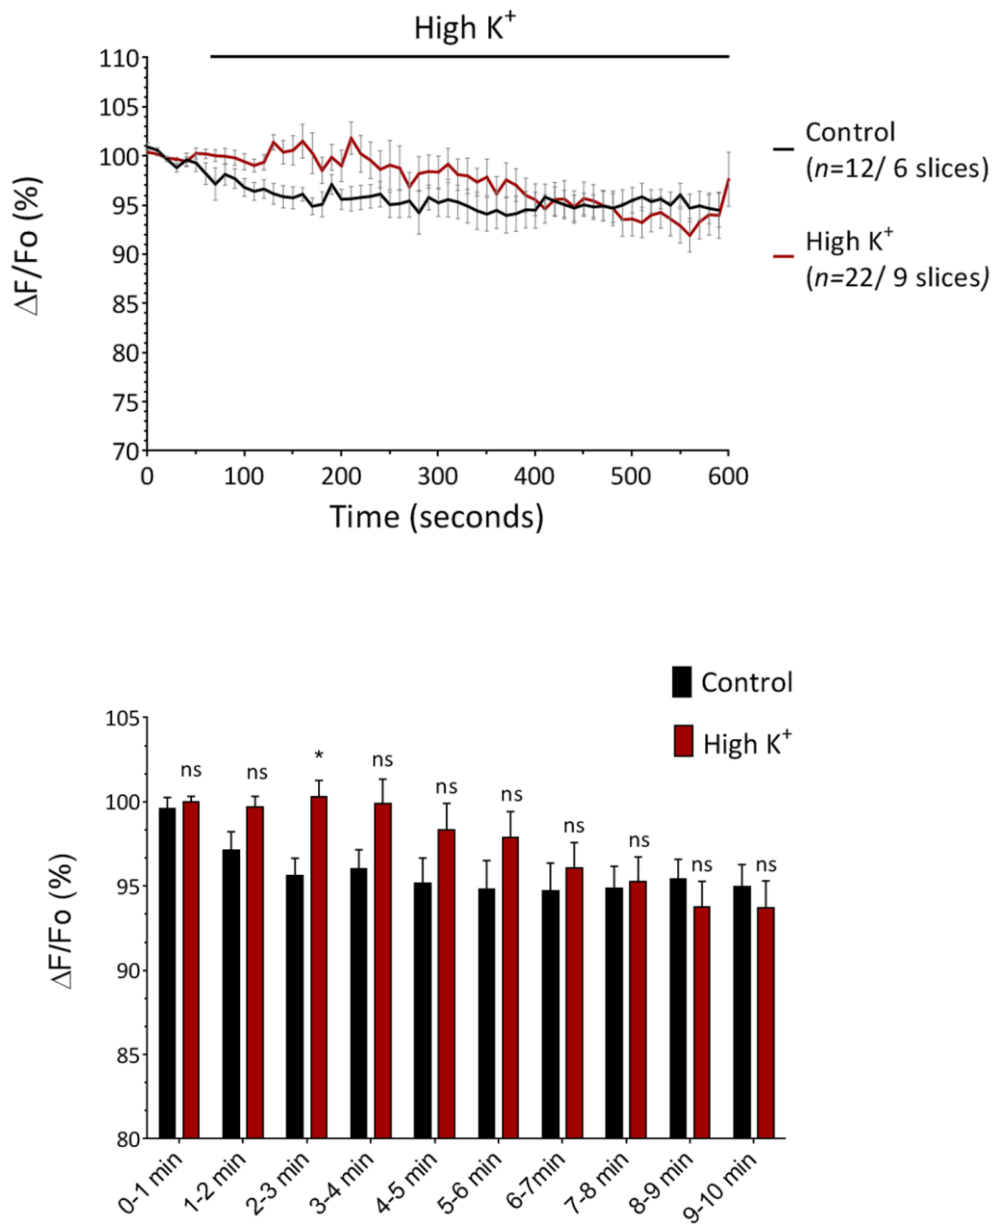 High K⁺
110
105
100
95
90
85
80
75
70
ΔF/Fo (%)
0 100 200 300 400 500 600
Time (seconds)
Control
(n=12/ 6 slices)
High K⁺
(n=22/ 9 slices)
Control
High K⁺
105
100
95
90
85
80
ΔF/Fo (%)
ns ns * ns ns ns ns ns ns ns
0-1 min 1-2 min 2-3 min 3-4 min 4-5 min 5-6 min 6-7min 7-8 min 8-9 min 9-10 min